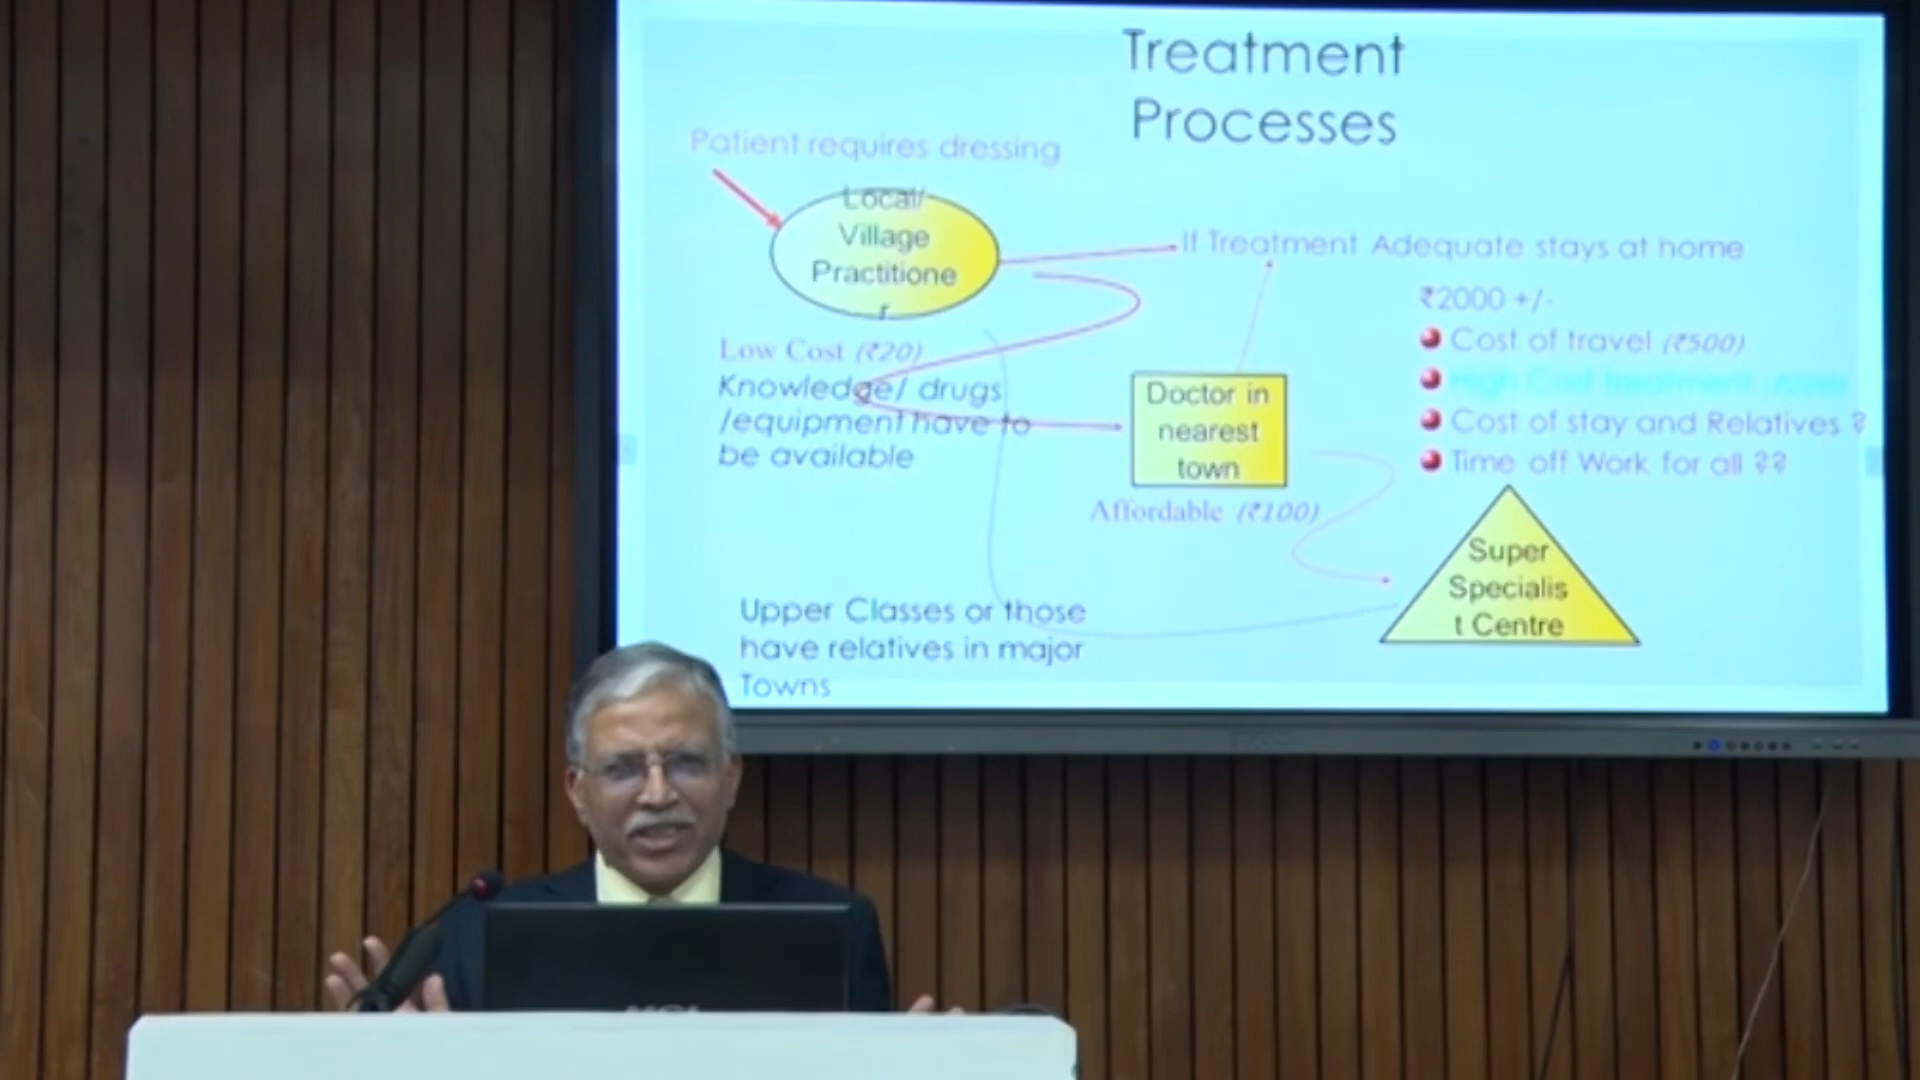 Treatment
Processes
Patient requires dressing
Local/
Village
Practitione
r
If Treatment Adequate stays at home
₹2000 +/-
Cost of travel (₹500)
High Cost treatment
Cost of stay and Relatives ?
Time off Work for all ??
Low Cost (₹20)
Knowledge/ drugs
/equipment have to
be available
Doctor in
nearest
town
Affordable (₹100)
Super
Specialis
t Centre
Upper Classes or those
have relatives in major
Towns